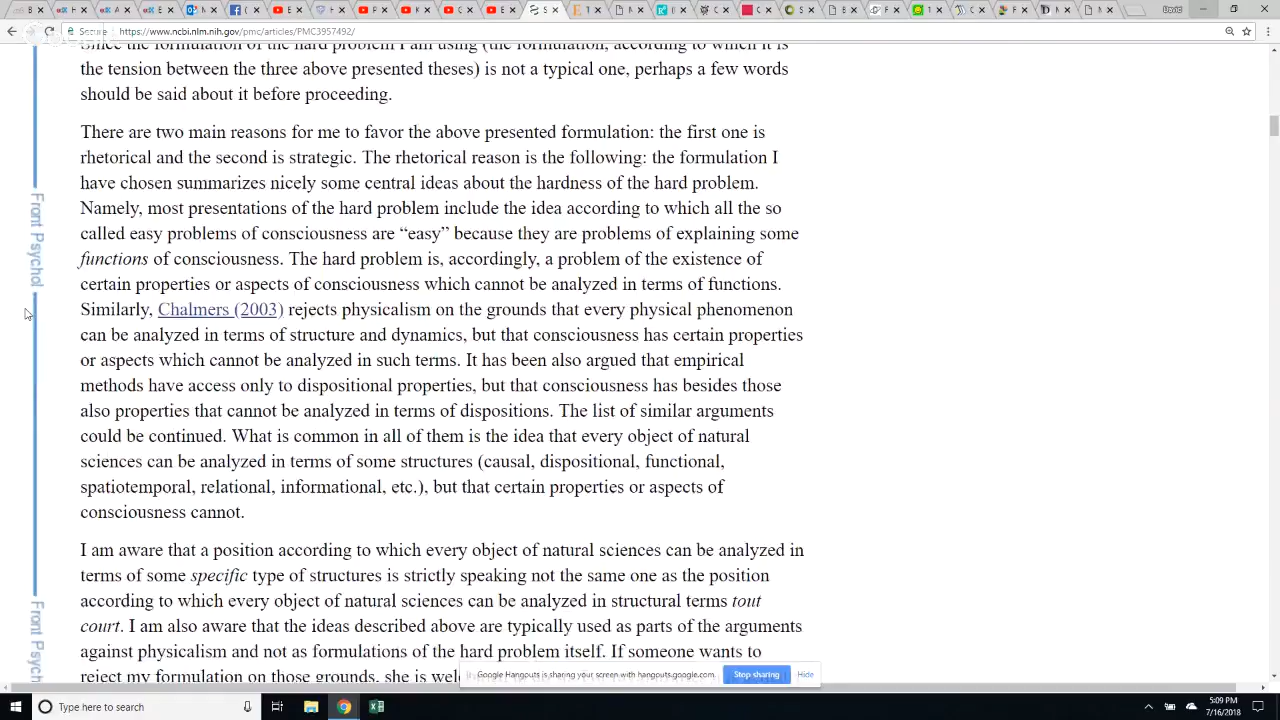 Secure
https://www.ncbi.nlm.nih.gov/pmc/articles/PMC3957492/
Since the formulation of the hard problem I am using (the formulation, according to which it is
the tension between the three above presented theses) is not a typical one, perhaps a few words
should be said about it before proceeding.
There are two main reasons for me to favor the above presented formulation: the first one is
rhetorical and the second is strategic. The rhetorical reason is the following: the formulation I
have chosen summarizes nicely some central ideas about the hardness of the hard problem.
Namely, most presentations of the hard problem include the idea according to which all the so
called easy problems of consciousness are “easy” because they are problems of explaining some
functions of consciousness. The hard problem is, accordingly, a problem of the existence of
certain properties or aspects of consciousness which cannot be analyzed in terms of functions.
Similarly, Chalmers (2003) rejects physicalism on the grounds that every physical phenomenon
can be analyzed in terms of structure and dynamics, but that consciousness has certain properties
or aspects which cannot be analyzed in such terms. It has been also argued that empirical
methods have access only to dispositional properties, but that consciousness has besides those
also properties that cannot be analyzed in terms of dispositions. The list of similar arguments
could be continued. What is common in all of them is the idea that every object of natural
sciences can be analyzed in terms of some structures (causal, dispositional, functional,
spatiotemporal, relational, informational, etc.), but that certain properties or aspects of
consciousness cannot.
I am aware that a position according to which every object of natural sciences can be analyzed in
terms of some specific type of structures is strictly speaking not the same one as the position
according to which every object of natural sciences can be analyzed in structural terms tout
court. I am also aware that the ideas described above are typically used as parts of the arguments
against physicalism and not as formulations of the hard problem itself. If someone wants to
reject my formulation on those grounds, she is
Front Psychol
Front Psych
Google Hangouts is sharing your screen with hangouts.google.com.
Stop sharing
Hide
Type here to search
5:09 PM
7/16/2018